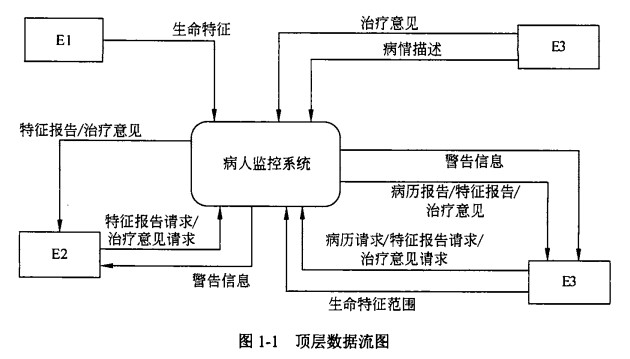 E1
生命特征
治疗意见
病情描述
E3
特征报告/治疗意见
病人监控系统
警告信息
病历报告/特征报告/
治疗意见
特征报告请求/
治疗意见请求
病历请求/特征报告请求/
治疗意见请求
E2
警告信息
E3
生命特征范围
图 1-1 顶层数据流图